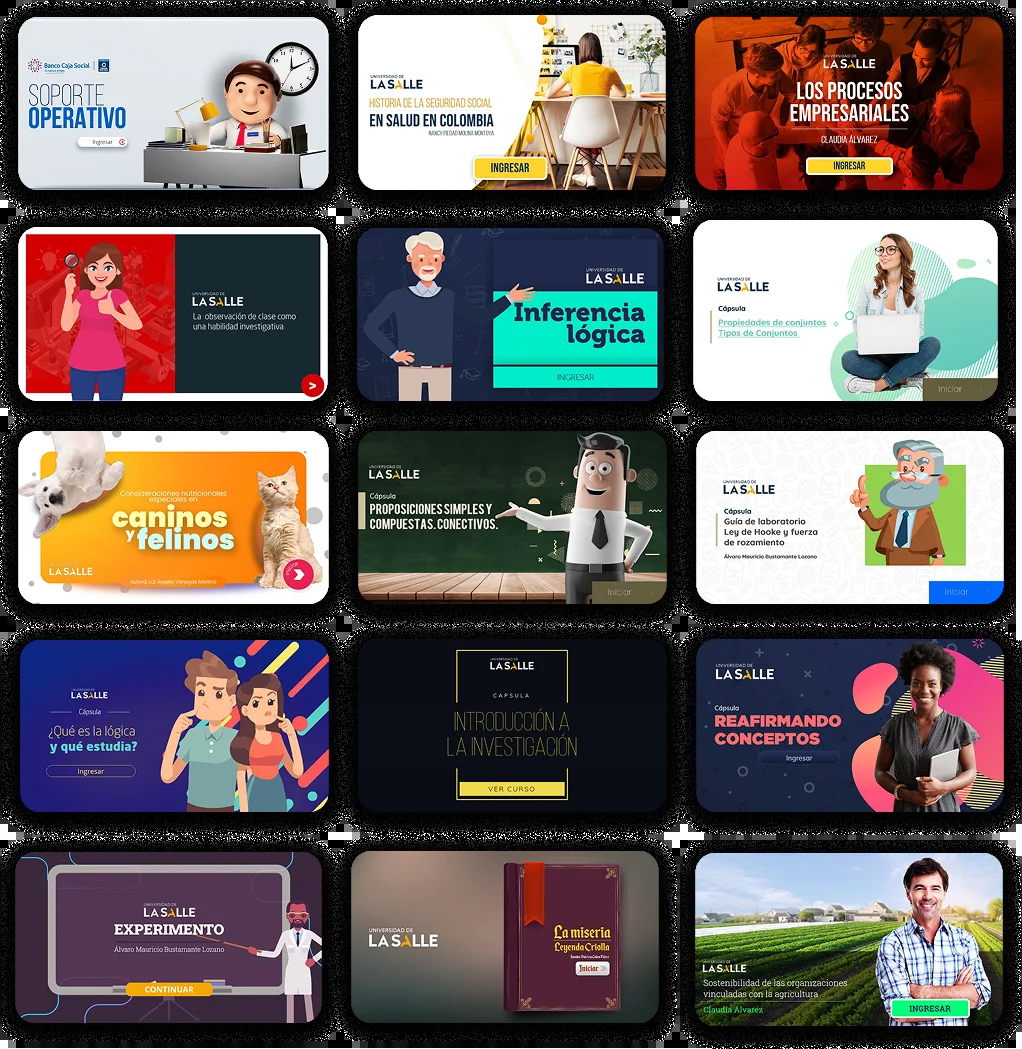 Banco Caja Social
SOPORTE
OPERATIVO
Ingresar
UNIVERSIDAD DE
LA SALLE
HISTORIA DE LA SEGURIDAD SOCIAL
EN SALUD EN COLOMBIA
NANCY PIEDAD MOLINA MONTOYA
INGRESAR
UNIVERSIDAD DE
LA SALLE
LOS PROCESOS
EMPRESARIALES
CLAUDIA ÁLVAREZ
INGRESAR
UNIVERSIDAD DE
LA SALLE
La observación de clase como
una habilidad investigativa
>
UNIVERSIDAD DE
LA SALLE
Inferencia
lógica
INGRESAR
UNIVERSIDAD DE
LA SALLE
Cápsula
Propiedades de conjuntos
Tipos de Conjuntos
Iniciar >
Consideraciones nutricionales
especiales en
caninos
y felinos
LA SALLE
Autora Luz Ángela Vanegas Moreno
Iniciar
UNIVERSIDAD DE
LA SALLE
Cápsula
PROPOSICIONES SIMPLES Y
COMPUESTAS. CONECTIVOS.
Iniciar >
UNIVERSIDAD DE
LA SALLE
Cápsula
Guía de laboratorio
Ley de Hooke y fuerza
de rozamiento
Álvaro Mauricio Bustamante Lozano
Iniciar >
UNIVERSIDAD DE
LA SALLE
Cápsula
¿Qué es la lógica
y qué estudia?
Ingresar
UNIVERSIDAD DE
LA SALLE
CAPSULA
INTRODUCCIÓN A
LA INVESTIGACIÓN
VER CURSO
UNIVERSIDAD DE
LA SALLE
Cápsula
REAFIRMANDO
CONCEPTOS
Ingresar
UNIVERSIDAD DE
LA SALLE
EXPERIMENTO
Álvaro Mauricio Bustamante Lozano
CONTINUAR
UNIVERSIDAD DE
LA SALLE
La miseria
Leyenda Criolla
Iniciar
UNIVERSIDAD DE
LA SALLE
Sostenibilidad de las organizaciones
vinculadas con la agricultura
Claudia Álvarez
INGRESAR